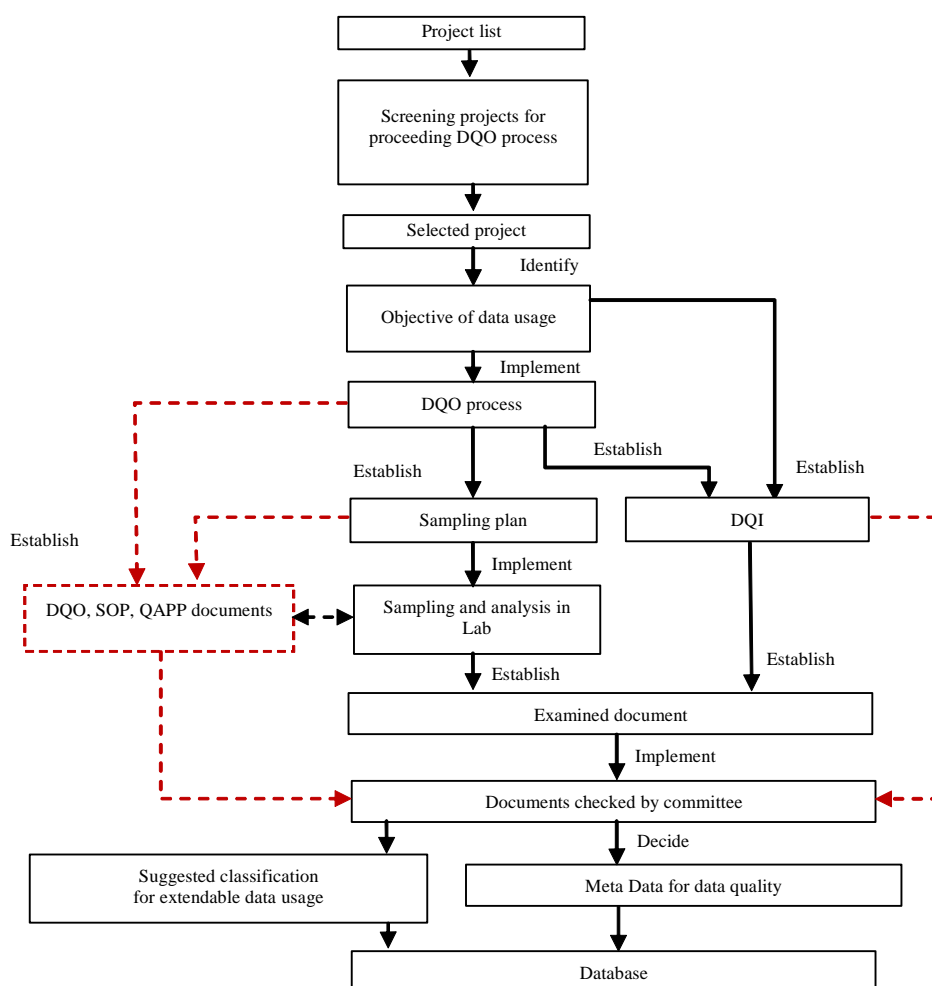 Project list
Screening projects for
proceeding DQO process
Selected project
Identify
Objective of data usage
Implement
DQO process
Establish
Establish
Establish
Sampling plan
DQI
Establish
Implement
DQO, SOP, QAPP documents
Sampling and analysis in
Lab
Establish
Establish
Examined document
Implement
Documents checked by committee
Decide
Suggested classification
for extendable data usage
Meta Data for data quality
Database